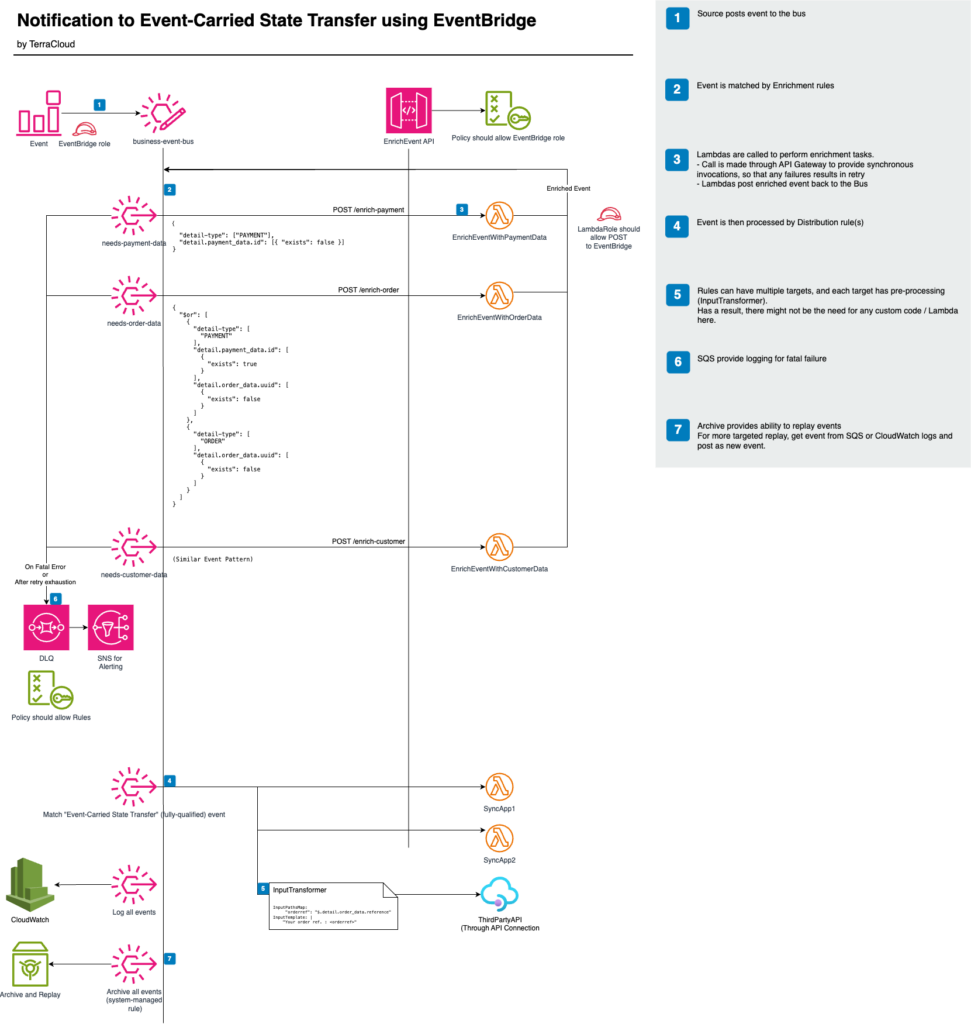 Notification to Event-Carried State Transfer using EventBridge
by TerraCloud
1
Source posts event to the bus
2
Event is matched by Enrichment rules
3
Lambdas are called to perform enrichment tasks.
- Call is made through API Gateway to provide synchronous
invocations, so that any failures results in retry
- Lambdas post enriched event back to the Bus
4
Event is then processed by Distribution rule(s)
5
Rules can have multiple targets, and each target has pre-processing
(InputTransformer).
Has a result, there might not be the need for any custom code / Lambda
here.
6
SQS provide logging for fatal failure
7
Archive provides ability to replay events
For more targeted replay, get event from SQS or CloudWatch logs and
post as new event.
1
Event
EventBridge role
business-event-bus
EnrichEvent API
Policy should allow EventBridge role
Enriched Event
2
needs-payment-data
POST /enrich-payment
3
EnrichEventWithPaymentData
LambdaRole should
allow POST
to EventBridge
{
"detail-type": ["PAYMENT"],
"detail.payment_data.id": [{ "exists": false }]
}
needs-order-data
POST /enrich-order
EnrichEventWithOrderData
{
"$or": [
{
"detail-type": [
"PAYMENT"
],
"detail.payment_data.id": [
{
"exists": true
}
],
"detail.order_data.uuid": [
{
"exists": false
}
]
},
{
"detail-type": [
"ORDER"
],
"detail.order_data.uuid": [
{
"exists": false
}
]
}
]
}
needs-customer-data
POST /enrich-customer
(Similar Event Pattern)
EnrichEventWithCustomerData
On Fatal Error
or
After retry exhaustion
6
DLQ
SNS for
Alerting
Policy should allow Rules
4
Match "Event-Carried State Transfer" (fully-qualified) event
SyncApp1
SyncApp2
5
InputTransformer
InputPathsMap:
"orderref": "$.detail.order_data.reference"
InputTemplate: |
"Your order ref. : <orderref>"
ThirdPartyAPI
(Through API Connection
CloudWatch
Log all events
7
Archive and Replay
Archive all events
(system-managed
rule)